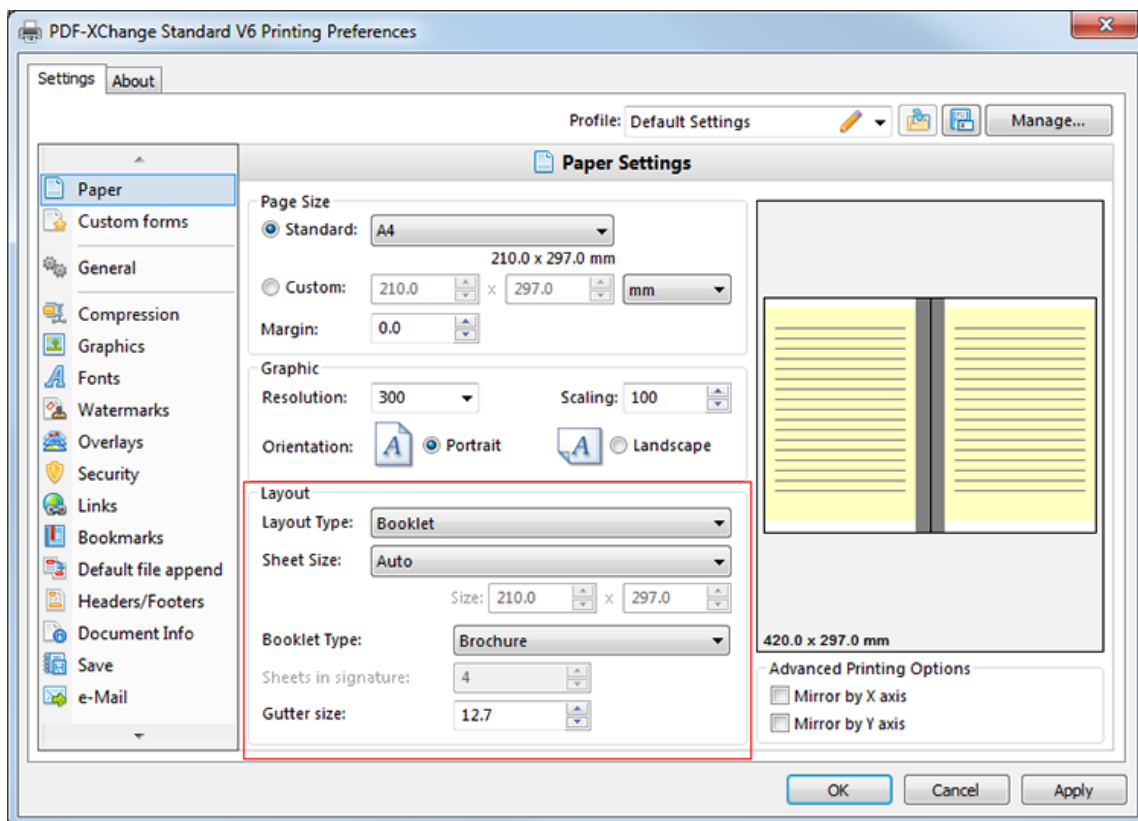 PDF-XChange Standard V6 Printing Preferences
Settings About
Profile: Default Settings Manage...
Paper Settings
Paper
Custom forms
General
Compression
Graphics
Fonts
Watermarks
Overlays
Security
Links
Bookmarks
Default file append
Headers/Footers
Document Info
Save
e-Mail
Page Size
Standard: A4
210.0 x 297.0 mm
Custom: 210.0 x 297.0 mm
Margin: 0.0
Graphic
Resolution: 300 Scaling: 100
Orientation: A Portrait A Landscape
Layout
Layout Type: Booklet
Sheet Size: Auto
Size: 210.0 x 297.0
Booklet Type: Brochure
Sheets in signature: 4
Gutter size: 12.7
420.0 x 297.0 mm
Advanced Printing Options
Mirror by X axis
Mirror by Y axis
OK Cancel Apply